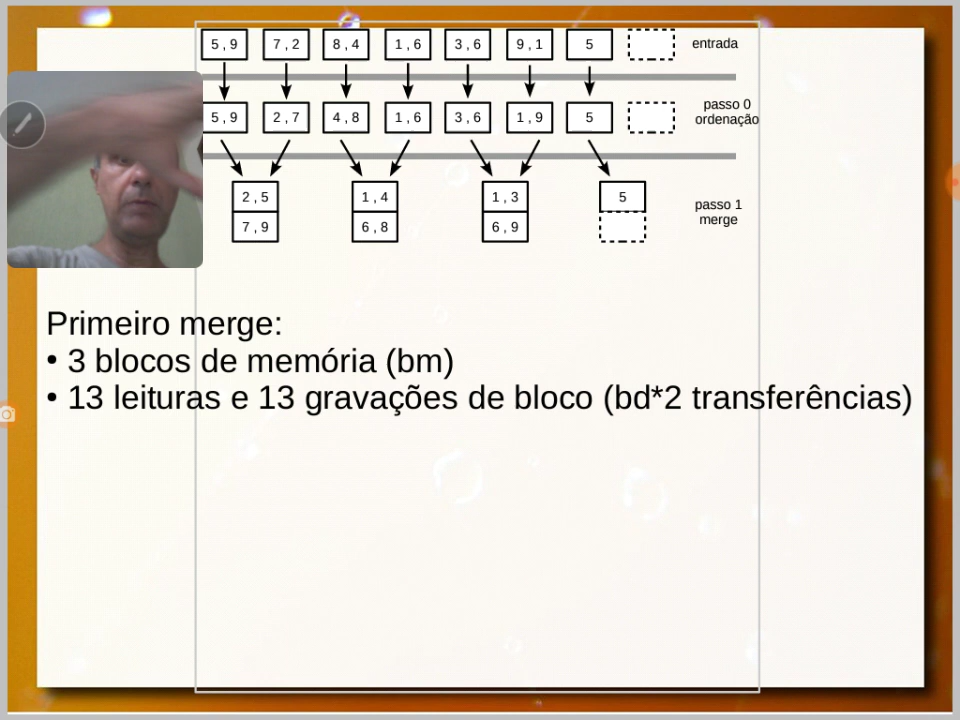 5 , 9 7 , 2 8 , 4 1 , 6 3 , 6 9 , 1 5 entrada
5 , 9 2 , 7 4 , 8 1 , 6 3 , 6 1 , 9 5 passo 0
ordenação
2 , 5 1 , 4 1 , 3 5
7 , 9 6 , 8 6 , 9
passo 1
merge
Primeiro merge:
• 3 blocos de memória (bm)
• 13 leituras e 13 gravações de bloco (bd*2 transferências)